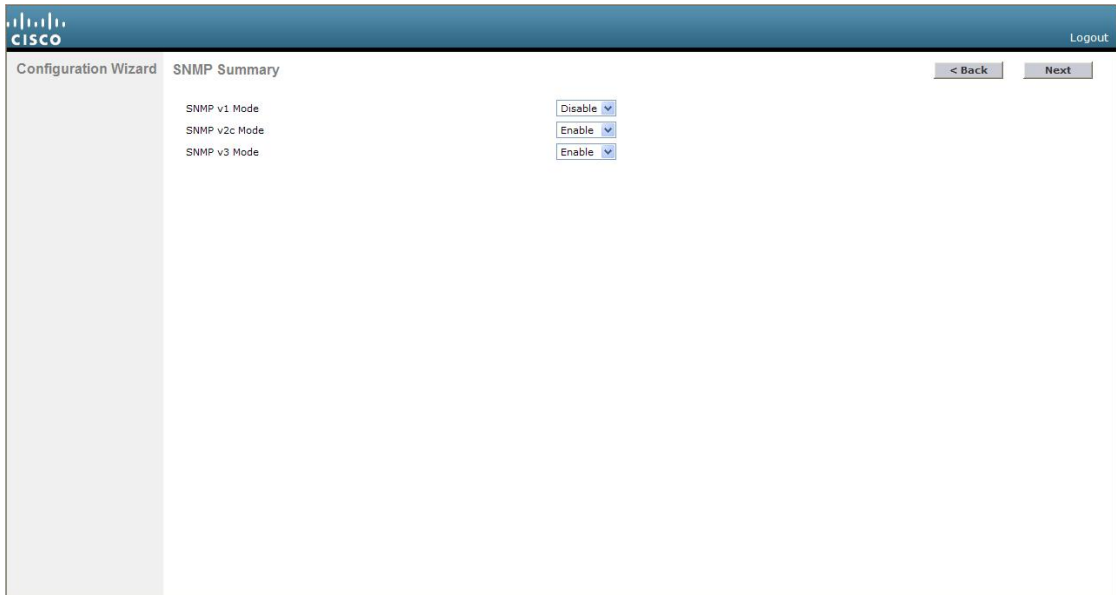 CISCO
Logout
Configuration Wizard
SNMP Summary
< Back
Next
SNMP v1 Mode
Disable
SNMP v2c Mode
Enable
SNMP v3 Mode
Enable